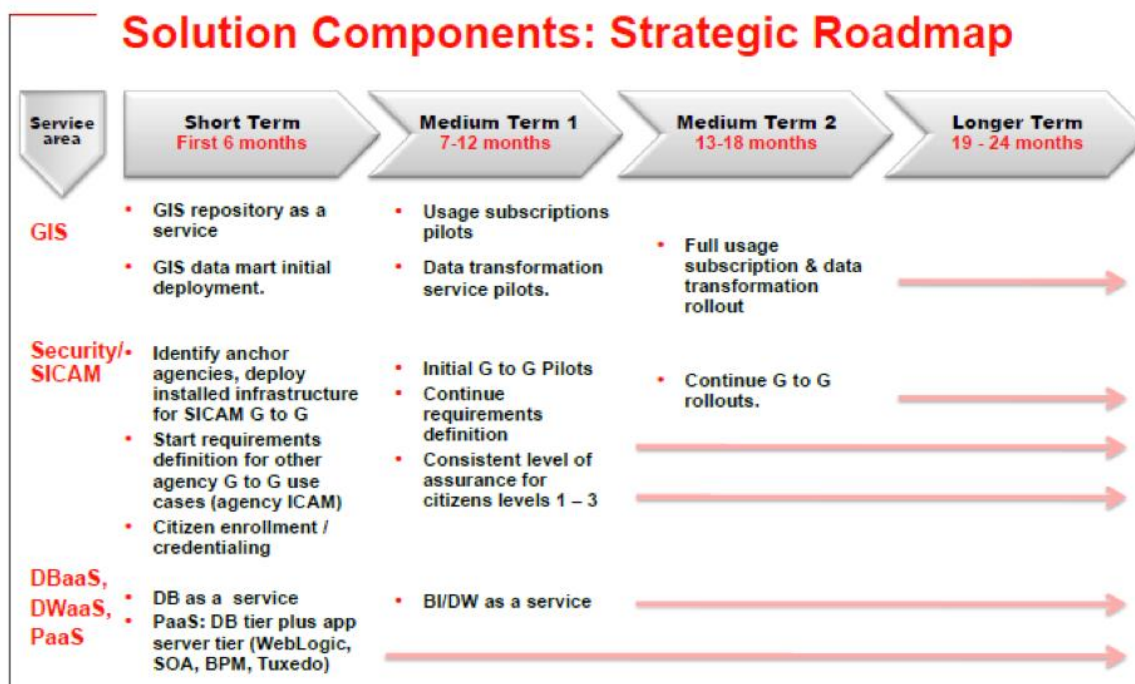 Solution Components: Strategic Roadmap
Service
area
Short Term
First 6 months
Medium Term 1
7-12 months
Medium Term 2
13-18 months
Longer Term
19 - 24 months
GIS
• GIS repository as a
service
• GIS data mart initial
deployment.
• Usage subscriptions
pilots
• Data transformation
service pilots.
• Full usage
subscription & data
transformation
rollout
Security/
SICAM
• Identify anchor
agencies, deploy
installed infrastructure
for SICAM G to G
• Start requirements
definition for other
agency G to G use
cases (agency ICAM)
• Citizen enrollment /
credentialing
• Initial G to G Pilots
• Continue
requirements
definition
• Consistent level of
assurance for
citizens levels 1 – 3
• Continue G to G
rollouts.
DBaaS,
DWaaS,
PaaS
• DB as a service
• PaaS: DB tier plus app
server tier (WebLogic,
SOA, BPM, Tuxedo)
• BI/DW as a service